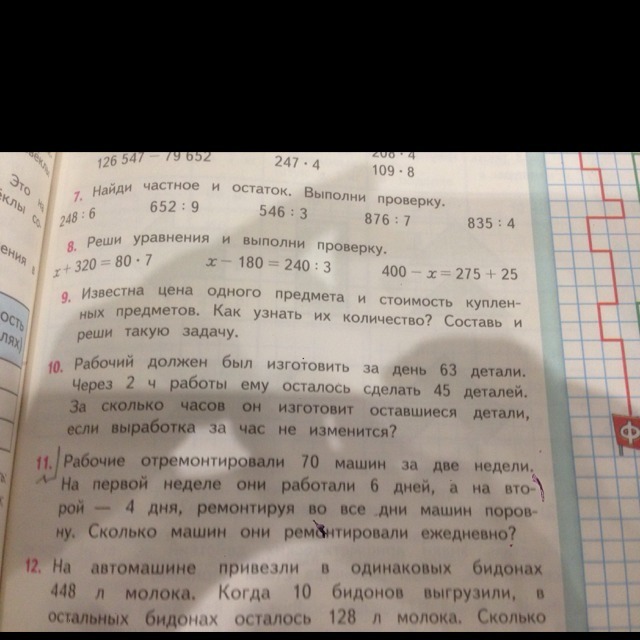 126 547 − 79 652 247 · 4 208 · 4
109 · 8
7. Найди частное и остаток. Выполни проверку.
248 : 6 652 : 9 546 : 3 876 : 7 835 : 4
8. Реши уравнения и выполни проверку.
x + 320 = 80 · 7 x − 180 = 240 : 3 400 − x = 275 + 25
9. Известна цена одного предмета и стоимость куплен-
ных предметов. Как узнать их количество? Составь и
реши такую задачу.
10. Рабочий должен был изготовить за день 63 детали.
Через 2 ч работы ему осталось сделать 45 деталей.
За сколько часов он изготовит оставшиеся детали,
если выработка за час не изменится?
11. Рабочие отремонтировали 70 машин за две недели.
На первой неделе они работали 6 дней, а на вто-
рой — 4 дня, ремонтируя во все дни машин поров-
ну. Сколько машин они ремонтировали ежедневно?
12. На автомашине привезли в одинаковых бидонах
448 л молока. Когда 10 бидонов выгрузили, в
остальных бидонах осталось 128 л молока. Сколько
Это
Ф